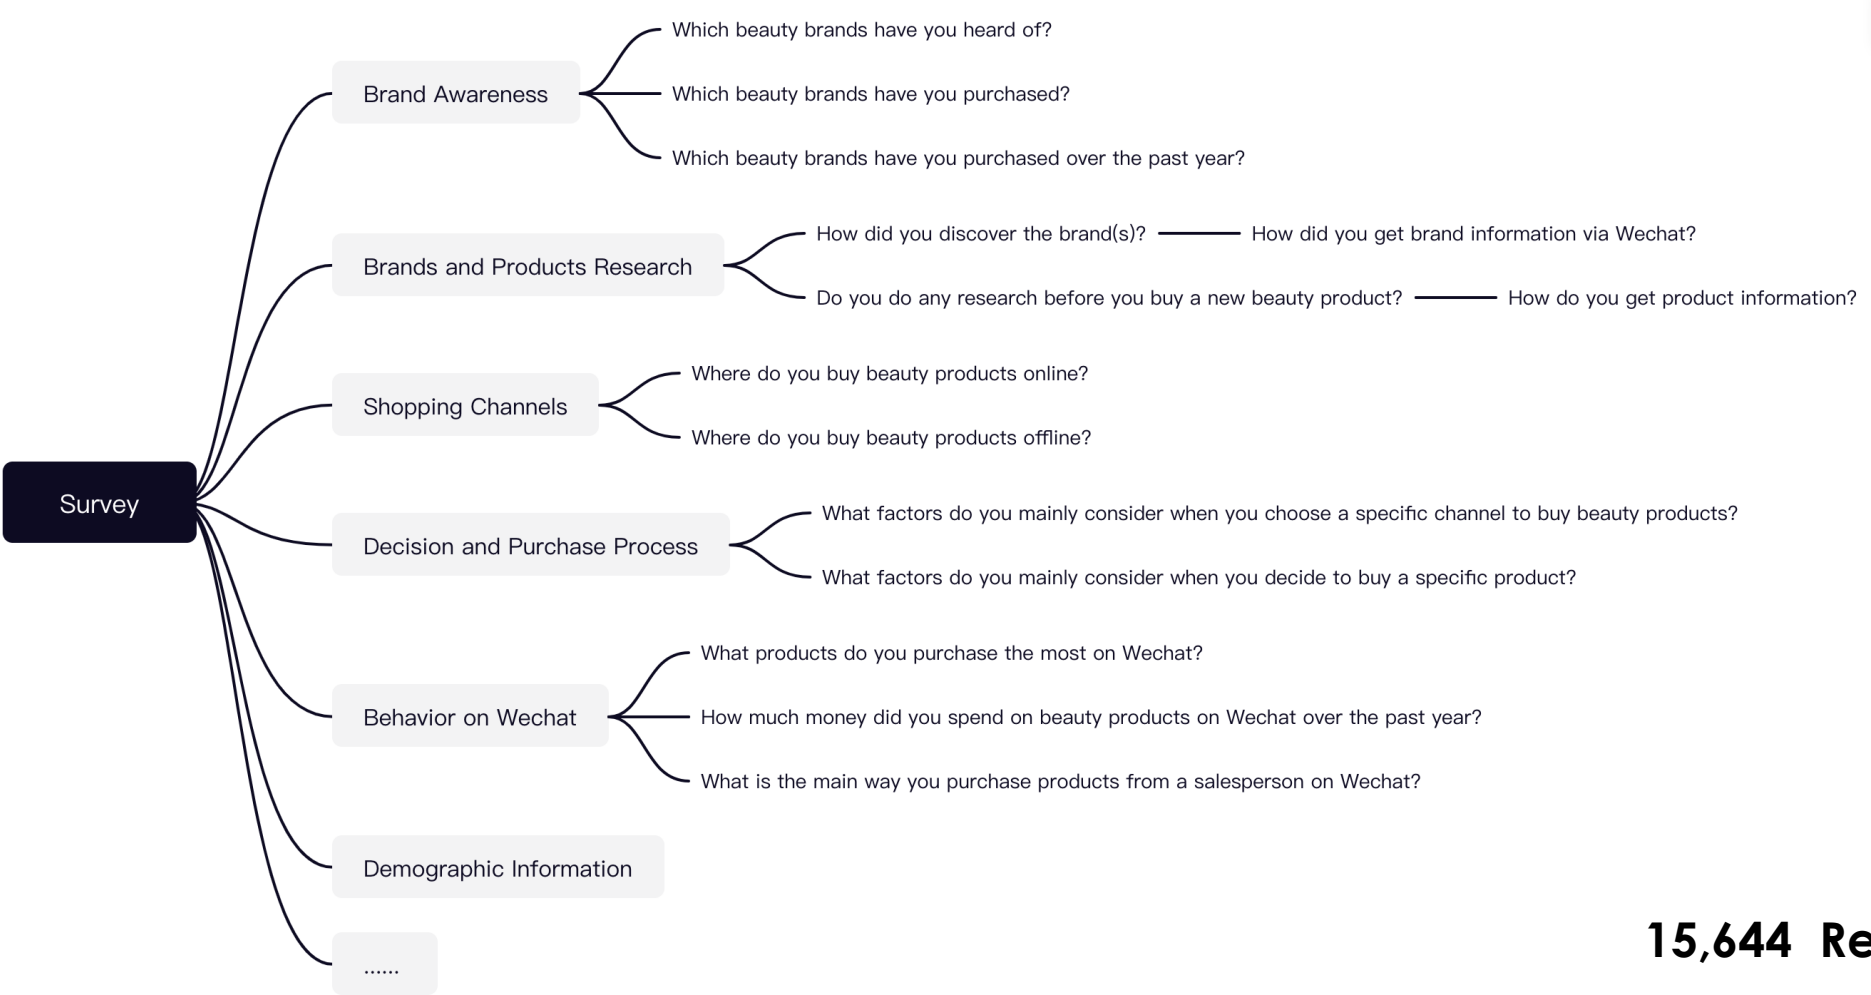 Survey
Brand Awareness
Which beauty brands have you heard of?
Which beauty brands have you purchased?
Which beauty brands have you purchased over the past year?
Brands and Products Research
How did you discover the brand(s)?
How did you get brand information via Wechat?
Do you do any research before you buy a new beauty product?
How do you get product information?
Shopping Channels
Where do you buy beauty products online?
Where do you buy beauty products offline?
Decision and Purchase Process
What factors do you mainly consider when you choose a specific channel to buy beauty products?
What factors do you mainly consider when you decide to buy a specific product?
Behavior on Wechat
What products do you purchase the most on Wechat?
How much money did you spend on beauty products on Wechat over the past year?
What is the main way you purchase products from a salesperson on Wechat?
Demographic Information
......
15,644